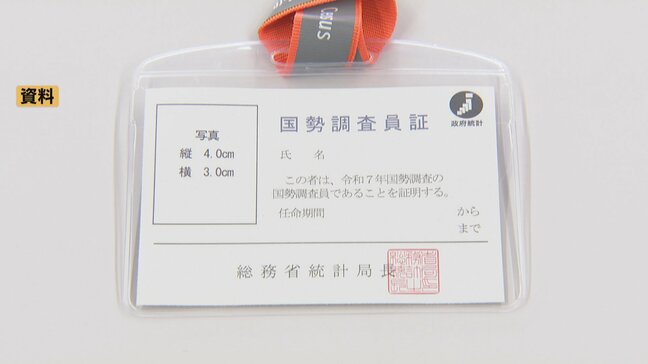 Census
資料
国勢調査員証
政府統計
写真
縦 4.0cm
横 3.0cm
氏 名
この者は、令和7年国勢調査の
国勢調査員であることを証明する。
任命期間 から
まで
総務省統計局長